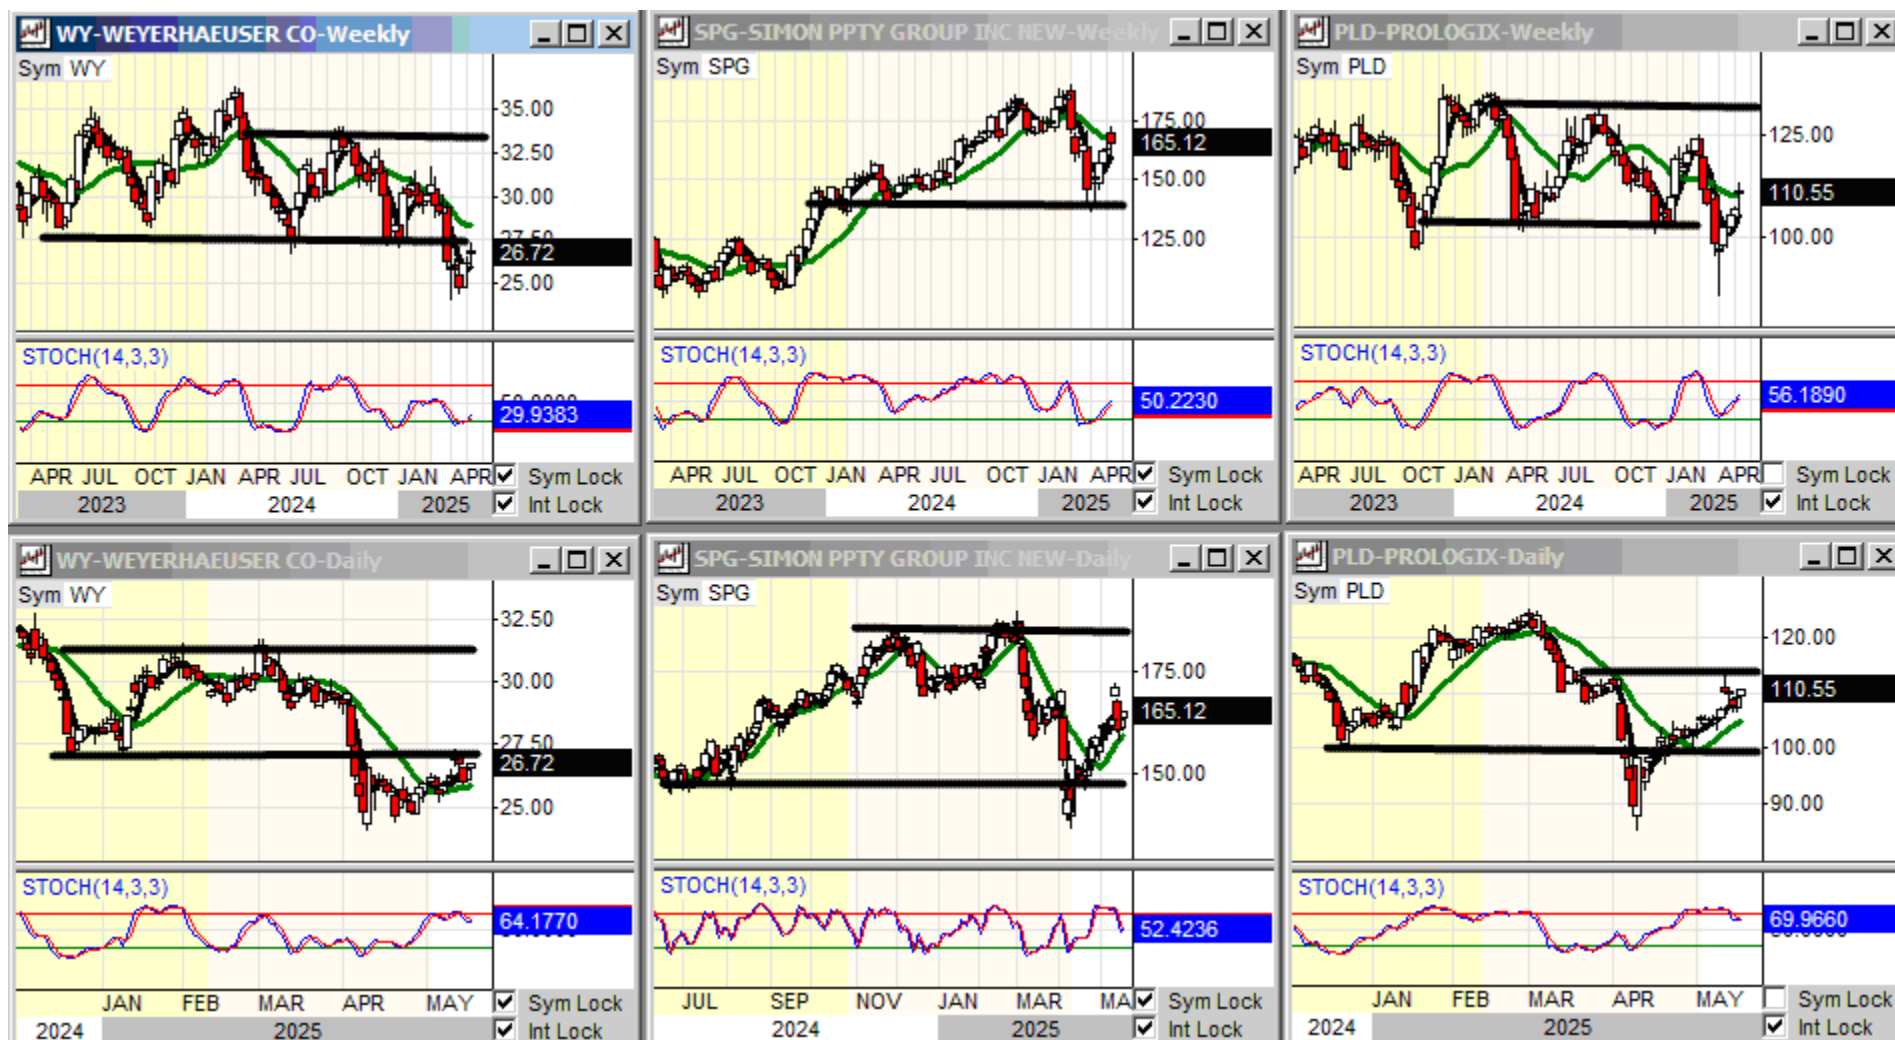 WY-WEYERHAEUSER CO-Weekly
Sym WY
35.00
32.50
30.00
27.50
26.72
25.00
STOCH(14,3,3)
29.9383
APR JUL OCT JAN APR JUL OCT JAN APR
Sym Lock
2023 2024 2025
Int Lock
SPG-SIMON PPTY GROUP INC NEW-Weekly
Sym SPG
175.00
165.12
150.00
125.00
STOCH(14,3,3)
50.2230
APR JUL OCT JAN APR JUL OCT JAN APR
Sym Lock
2023 2024 2025
Int Lock
PLD-PROLOGIX-Weekly
Sym PLD
125.00
110.55
100.00
STOCH(14,3,3)
56.1890
APR JUL OCT JAN APR JUL OCT JAN APR
Sym Lock
2023 2024 2025
Int Lock
WY-WEYERHAEUSER CO-Daily
Sym WY
32.50
30.00
27.50
26.72
25.00
STOCH(14,3,3)
64.1770
JAN FEB MAR APR MAY
Sym Lock
2024 2025
Int Lock
SPG-SIMON PPTY GROUP INC NEW-Daily
Sym SPG
175.00
165.12
150.00
STOCH(14,3,3)
52.4236
JUL SEP NOV JAN MAR MA
Sym Lock
2024 2025
Int Lock
PLD-PROLOGIX-Daily
Sym PLD
120.00
110.55
100.00
90.00
STOCH(14,3,3)
69.9660
JAN FEB MAR APR MAY
Sym Lock
2024 2025
Int Lock